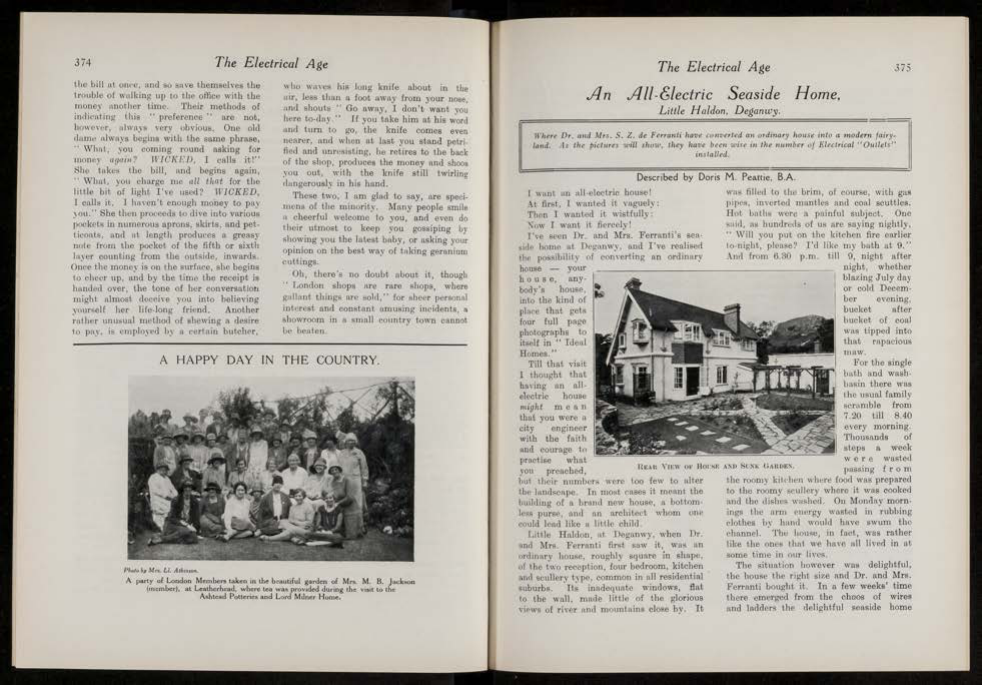 374
The Electrical Age
the bill at once, and so save themselves the
trouble of walking up to the office with the
money another time. Their methods of
indicating this " preference " are not,
however, always very obvious. One old
dame always begins with the same phrase,
" What, you coming round asking for
money again? WICKED, I calls it!"
She takes the bill, and begins again,
" What, you charge me all that for the
little bit of light I've used? WICKED,
I calls it. I haven't enough money to pay
you." She then proceeds to dive into various
pockets in numerous aprons, skirts, and pet-
ticoats, and at length produces a greasy
note from the pocket of the fifth or sixth
layer counting from the outside, inwards.
Once the money is on the surface, she begins
to cheer up, and by the time the receipt is
handed over, the tone of her conversation
might almost deceive you into believing
yourself her life-long friend. Another
rather unusual method of shewing a desire
to pay, is employed by a certain butcher,
who waves his long knife about in the
air, less than a foot away from your nose,
and shouts " Go away, I don't want you
here to-day." If you take him at his word
and turn to go, the knife comes even
nearer, and when at last you stand petri-
fied and unresisting, he retires to the back
of the shop, produces the money and shoos
you out, with the knife still twirling
dangerously in his hand.
These two, I am glad to say, are speci-
mens of the minority. Many people smile
a cheerful welcome to you, and even do
their utmost to keep you gossiping by
showing you the latest baby, or asking your
opinion on the best way of taking geranium
cuttings.
Oh, there's no doubt about it, though
" London shops are rare shops, where
gallant things are sold," for sheer personal
interest and constant amusing incidents, a
showroom in a small country town cannot
be beaten.
A HAPPY DAY IN THE COUNTRY.
Photo by Mrs. Ll. Atkinson.
A party of London Members taken in the beautiful garden of Mrs. M. B. Jackson
(member), at Leatherhead, where tea was provided during the visit to the
Ashtead Potteries and Lord Milner Home.
The Electrical Age
375
An All-Electric Seaside Home,
Little Haldon, Deganwy.
Where Dr. and Mrs. S. Z. de Ferranti have converted an ordinary house into a modern fairy-
land. As the pictures will show, they have been wise in the number of Electrical "Outlets"
installed.
Described by Doris M. Peattie, B.A.
I want an all-electric house!
At first, I wanted it vaguely:
Then I wanted it wistfully:
Now I want it fiercely!
I've seen Dr. and Mrs. Ferranti's sea-
side home at Deganwy, and I've realised
the possibility of converting an ordinary
house — your
house, any-
body's house,
into the kind of
place that gets
four full page
photographs to
itself in " Ideal
Homes."
Till that visit
I thought that
having an all-
electric house
might mean
that you were a
city engineer
with the faith
and courage to
practise what
you preached,
but their numbers were too few to alter
the landscape. In most cases it meant the
building of a brand new house, a bottom-
less purse, and an architect whom one
could lead like a little child.
Little Haldon, at Deganwy, when Dr.
and Mrs. Ferranti first saw it, was an
ordinary house, roughly square in shape,
of the two reception, four bedroom, kitchen
and scullery type, common in all residential
suburbs. Its inadequate windows, flat
to the wall, made little of the glorious
views of river and mountains close by. It
REAR VIEW OF HOUSE AND SUNK GARDEN.
was filled to the brim, of course, with gas
pipes, inverted mantles and coal scuttles.
Hot baths were a painful subject. One
said, as hundreds of us are saying nightly,
" Will you put on the kitchen fire earlier
to-night, please? I'd like my bath at 9."
And from 6.30 p.m. till 9, night after
night, whether
blazing July day
or cold Decem-
ber evening,
bucket after
bucket of coal
was tipped into
that rapacious
maw.
For the single
bath and wash-
basin there was
the usual family
scramble from
7.20 till 8.40
every morning.
Thousands of
steps a week
were wasted
passing from
the roomy kitchen where food was prepared
to the roomy scullery where it was cooked
and the dishes washed. On Monday morn-
ings the arm energy wasted in rubbing
clothes by hand would have swum the
channel. The house, in fact, was rather
like the ones that we have all lived in at
some time in our lives.
The situation however was delightful,
the house the right size and Dr. and Mrs.
Ferranti bought it. In a few weeks' time
there emerged from the chaos of wires
and ladders the delightful seaside home